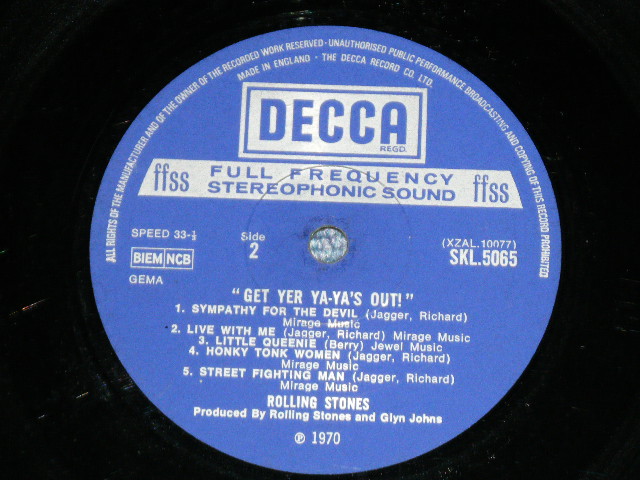 ALL RIGHTS OF THE MANUFACTURER AND OF THE OWNER OF THE RECORDED WORK RESERVED · UNAUTHORISED PUBLIC PERFORMANCE BROADCASTING AND COPYING OF THIS RECORD PROHIBITED
MADE IN ENGLAND · THE DECCA RECORD CO. LTD.
DECCA
REGD.
ffss FULL FREQUENCY ffss
STEREOPHONIC SOUND
SPEED 33-⅓ Side (XZAL.10077)
BIEM NCB 2 SKL.5065
GEMA
"GET YER YA-YA'S OUT!"
1. SYMPATHY FOR THE DEVIL (Jagger, Richard)
Mirage Music
2. LIVE WITH ME (Jagger, Richard) Mirage Music
3. LITTLE QUEENIE (Berry) Jewel Music
4. HONKY TONK WOMEN (Jagger, Richard)
Mirage Music
5. STREET FIGHTING MAN (Jagger, Richard)
Mirage Music
ROLLING STONES
Produced By Rolling Stones and Glyn Johns
℗ 1970